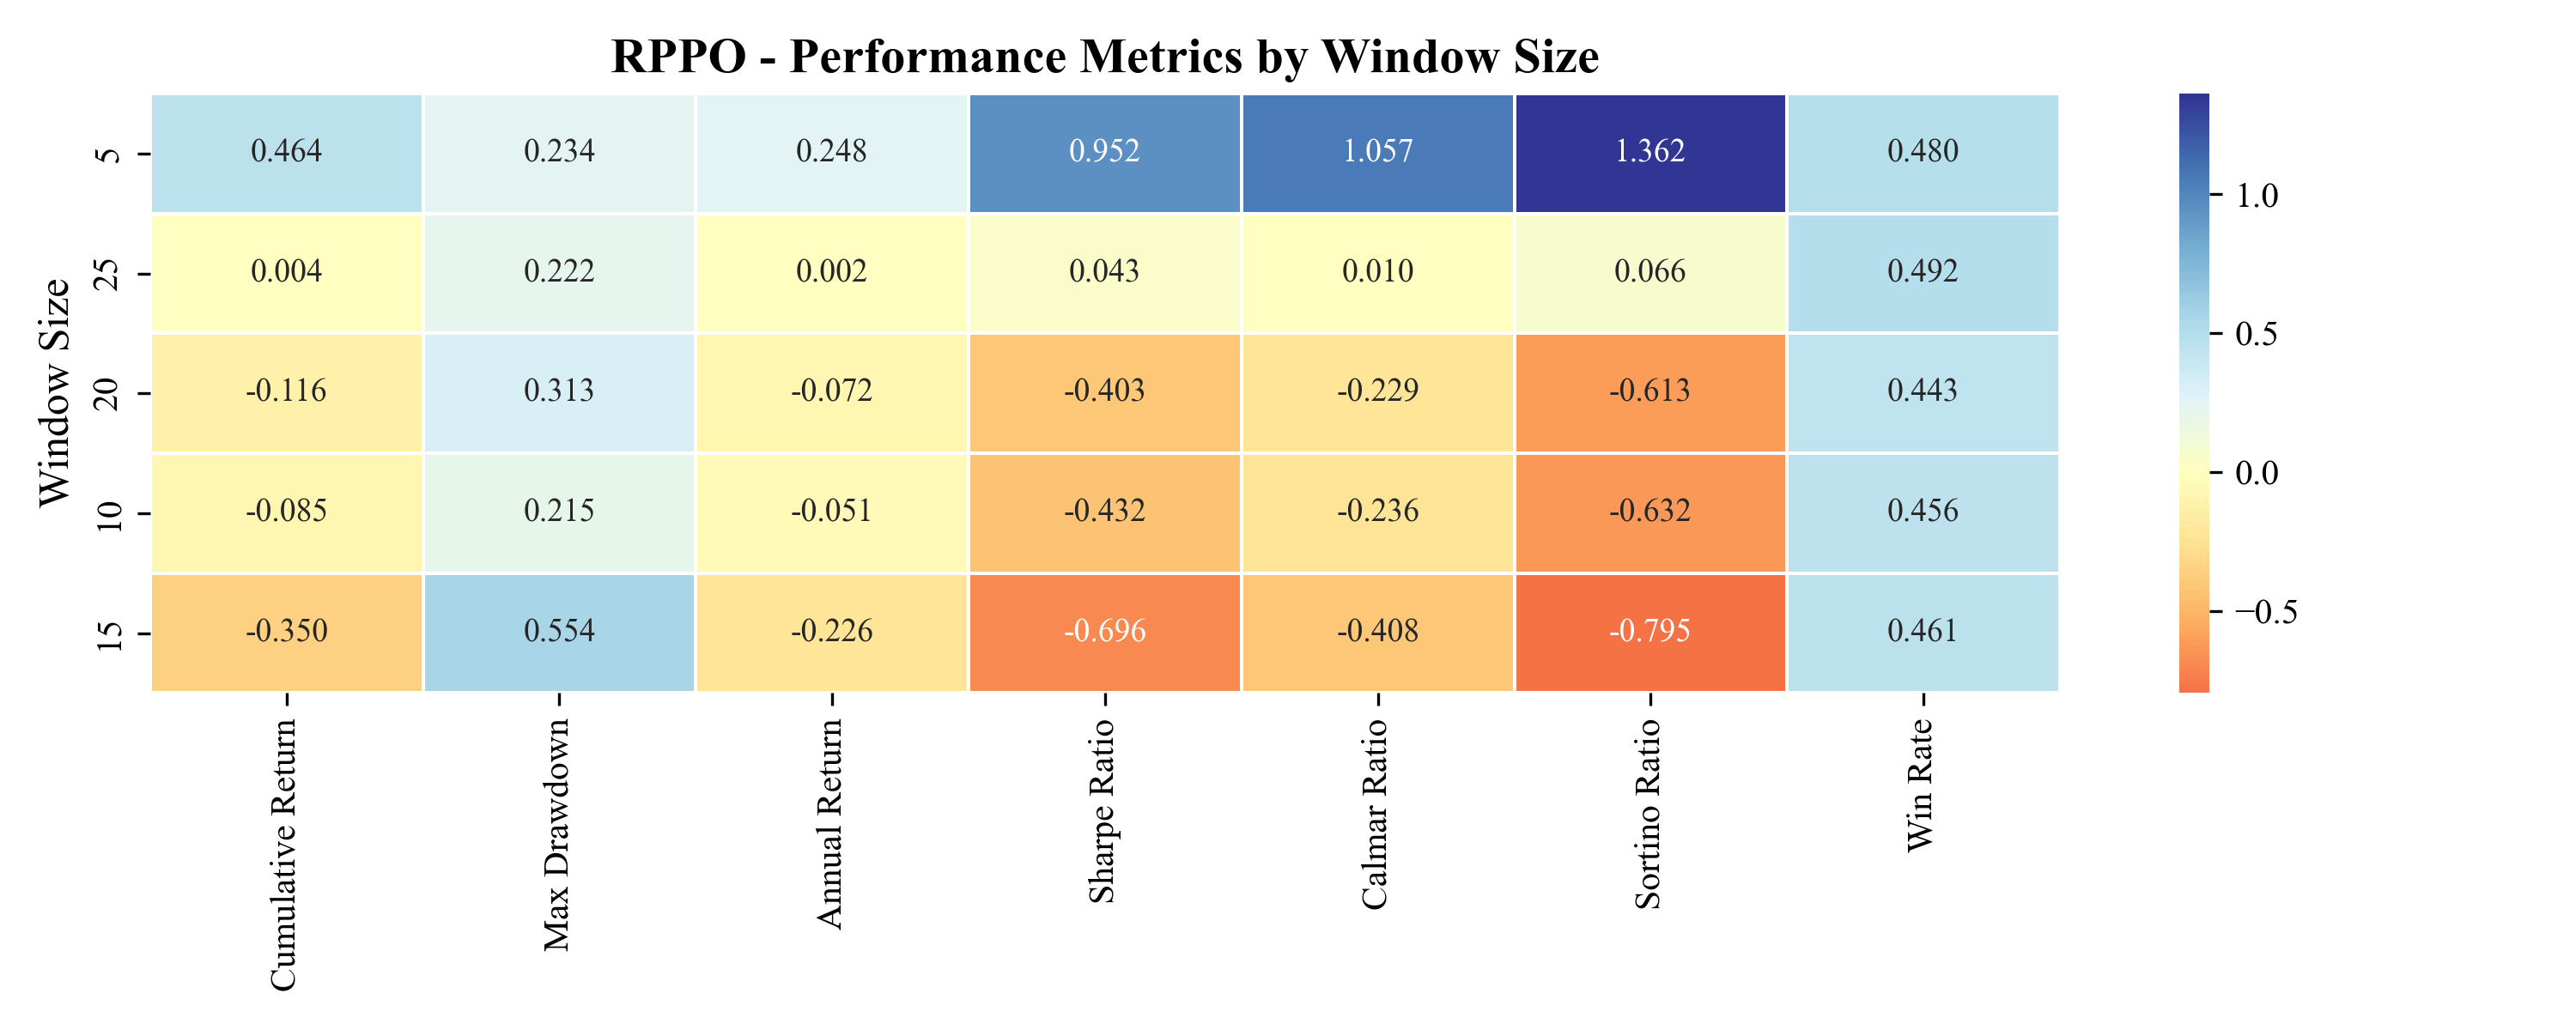 RPPO - Performance Metrics by Window Size
Window Size
5 0.464 0.234 0.248 0.952 1.057 1.362 0.480
25 0.004 0.222 0.002 0.043 0.010 0.066 0.492
20 -0.116 0.313 -0.072 -0.403 -0.229 -0.613 0.443
10 -0.085 0.215 -0.051 -0.432 -0.236 -0.632 0.456
15 -0.350 0.554 -0.226 -0.696 -0.408 -0.795 0.461
Cumulative Return
Max Drawdown
Annual Return
Sharpe Ratio
Calmar Ratio
Sortino Ratio
Win Rate
1.0
0.5
0.0
−0.5